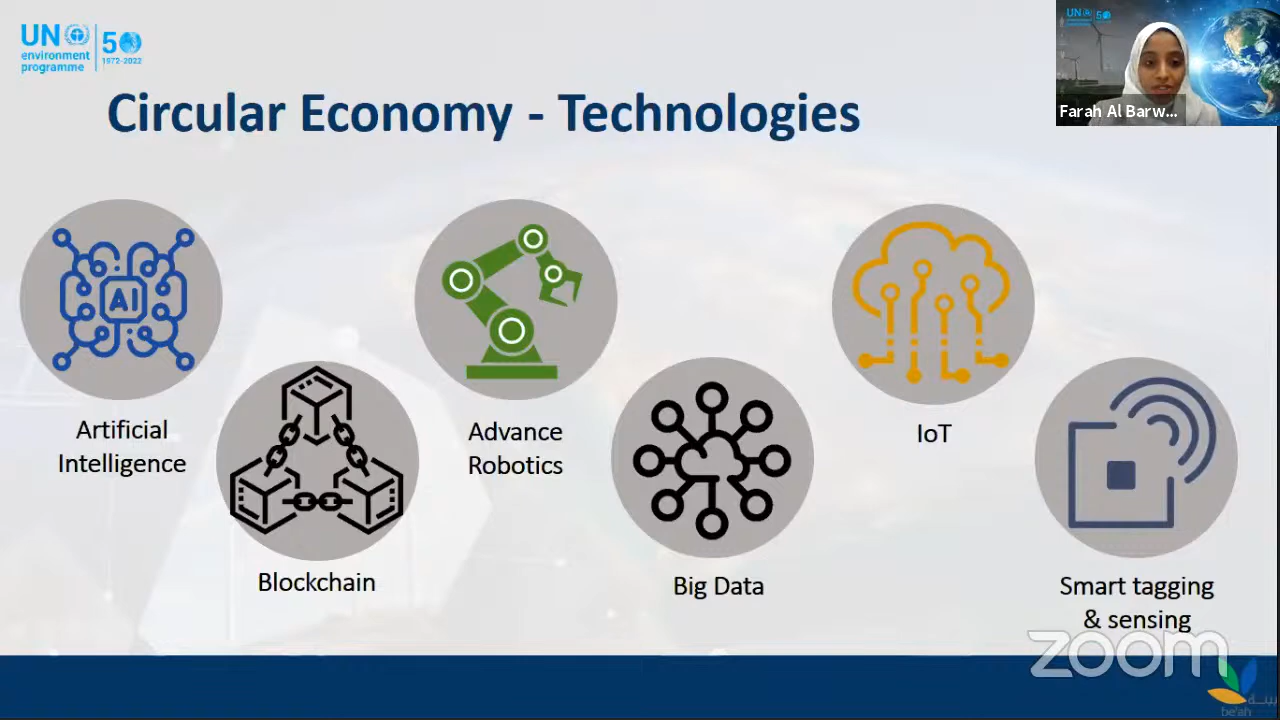 UN
environment
programme
50
1972-2022
UN 50
Farah Al Barw...
Circular Economy - Technologies
AI
Artificial
Intelligence
Blockchain
Advance
Robotics
Big Data
IoT
Smart tagging
& sensing
zoom
بيئة
be'ah